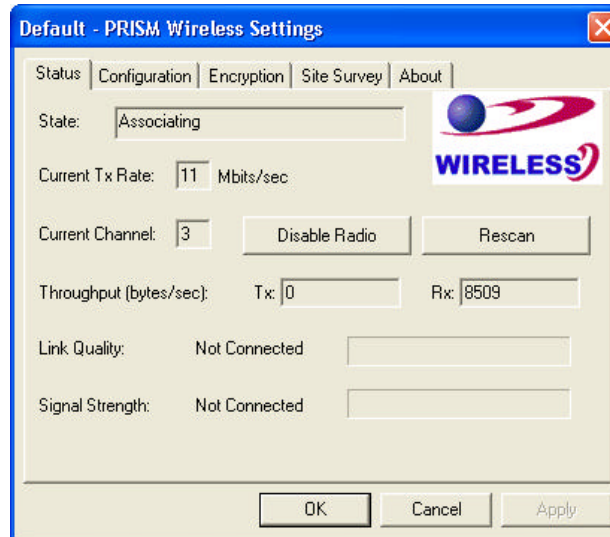 Default - PRISM Wireless Settings
Status Configuration Encryption Site Survey About
State: Associating
WIRELESS
Current Tx Rate: 11 Mbits/sec
Current Channel: 3 Disable Radio Rescan
Throughput (bytes/sec): Tx: 0 Rx: 8509
Link Quality: Not Connected
Signal Strength: Not Connected
OK Cancel Apply